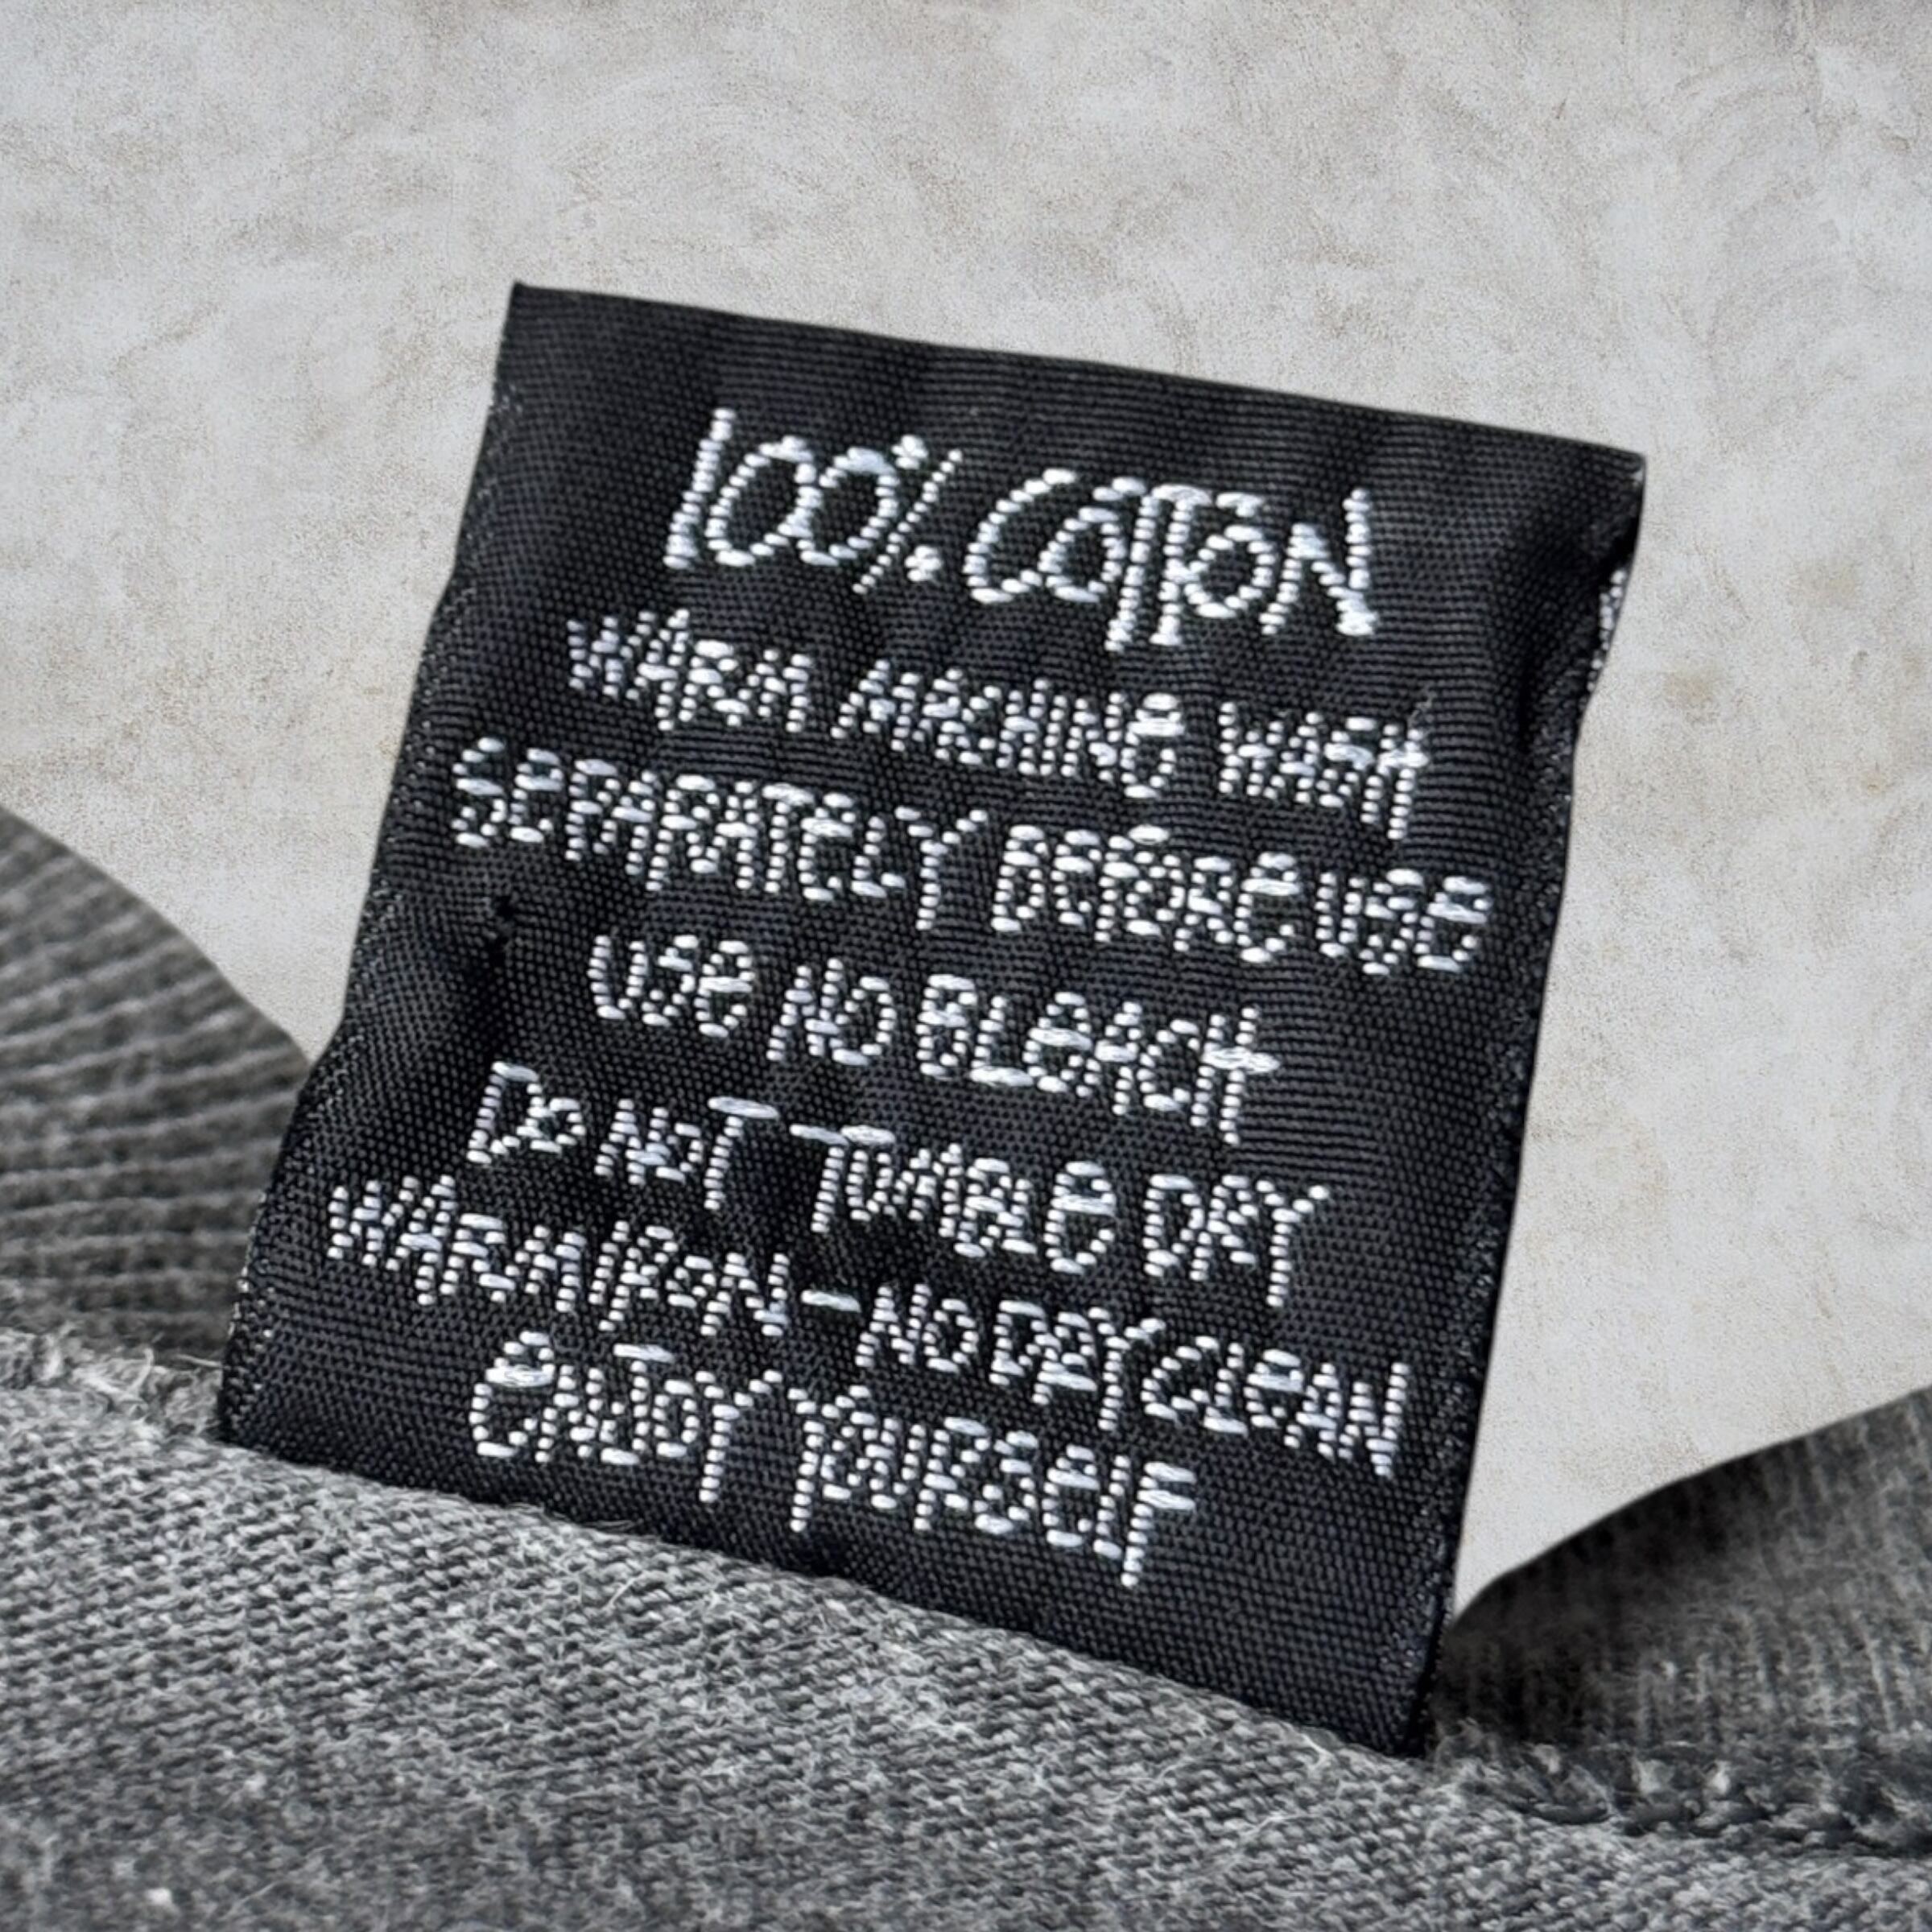 100% COTTON
WARM MACHINE WASH
SEPARATELY BEFORE USE
USE NO BLEACH
DO NOT TUMBLE DRY
WARM IRON - NO DRY CLEAN
ENJOY YOURSELF